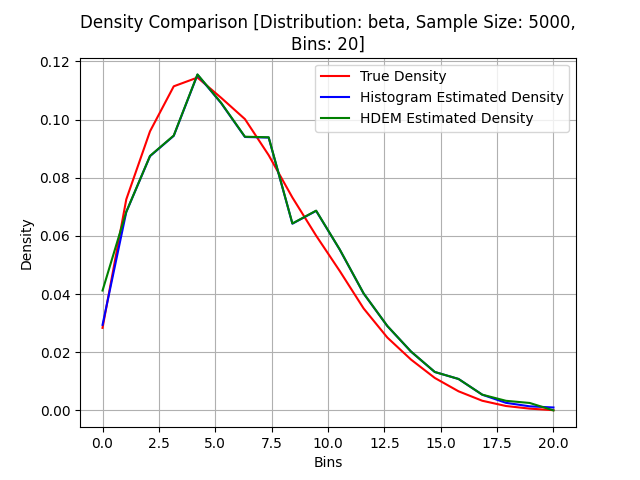 Density Comparison [Distribution: beta, Sample Size: 5000,
Bins: 20]
True Density
Histogram Estimated Density
HDEM Estimated Density
Density
0.12
0.10
0.08
0.06
0.04
0.02
0.00
0.0 2.5 5.0 7.5 10.0 12.5 15.0 17.5 20.0
Bins